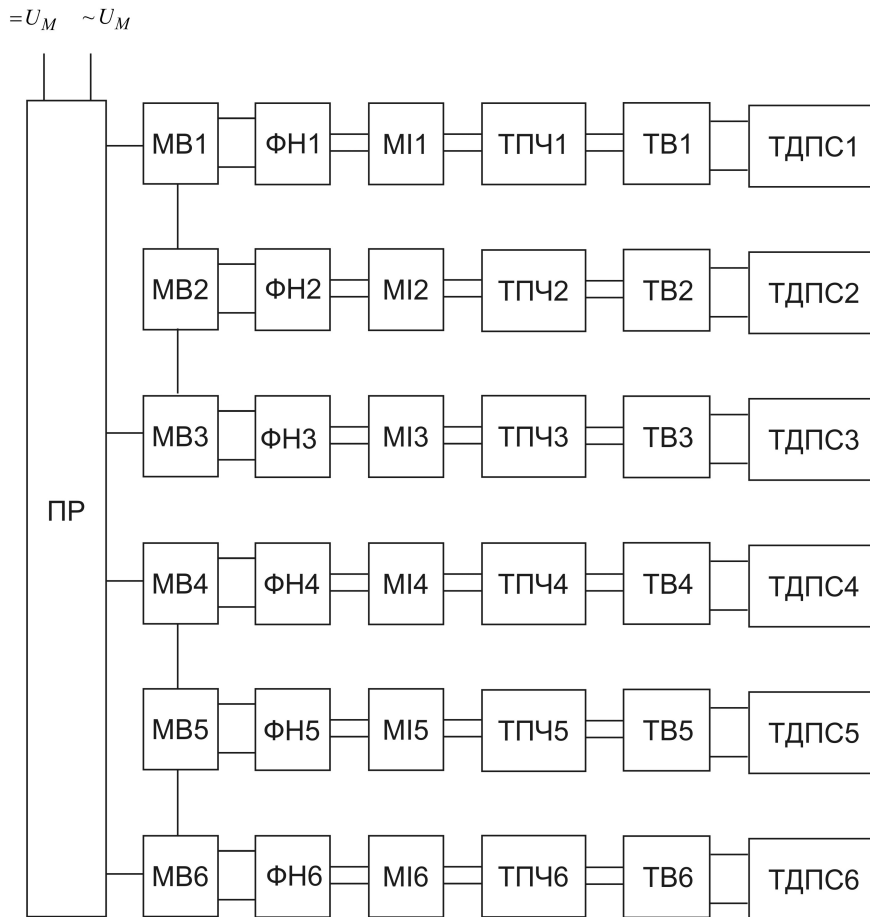 =U_M ~U_M
МВ1 ФН1 МІ1 ТПЧ1 ТВ1 ТДПС1
МВ2 ФН2 МІ2 ТПЧ2 ТВ2 ТДПС2
МВ3 ФН3 МІ3 ТПЧ3 ТВ3 ТДПС3
ПР
МВ4 ФН4 МІ4 ТПЧ4 ТВ4 ТДПС4
МВ5 ФН5 МІ5 ТПЧ5 ТВ5 ТДПС5
МВ6 ФН6 МІ6 ТПЧ6 ТВ6 ТДПС6